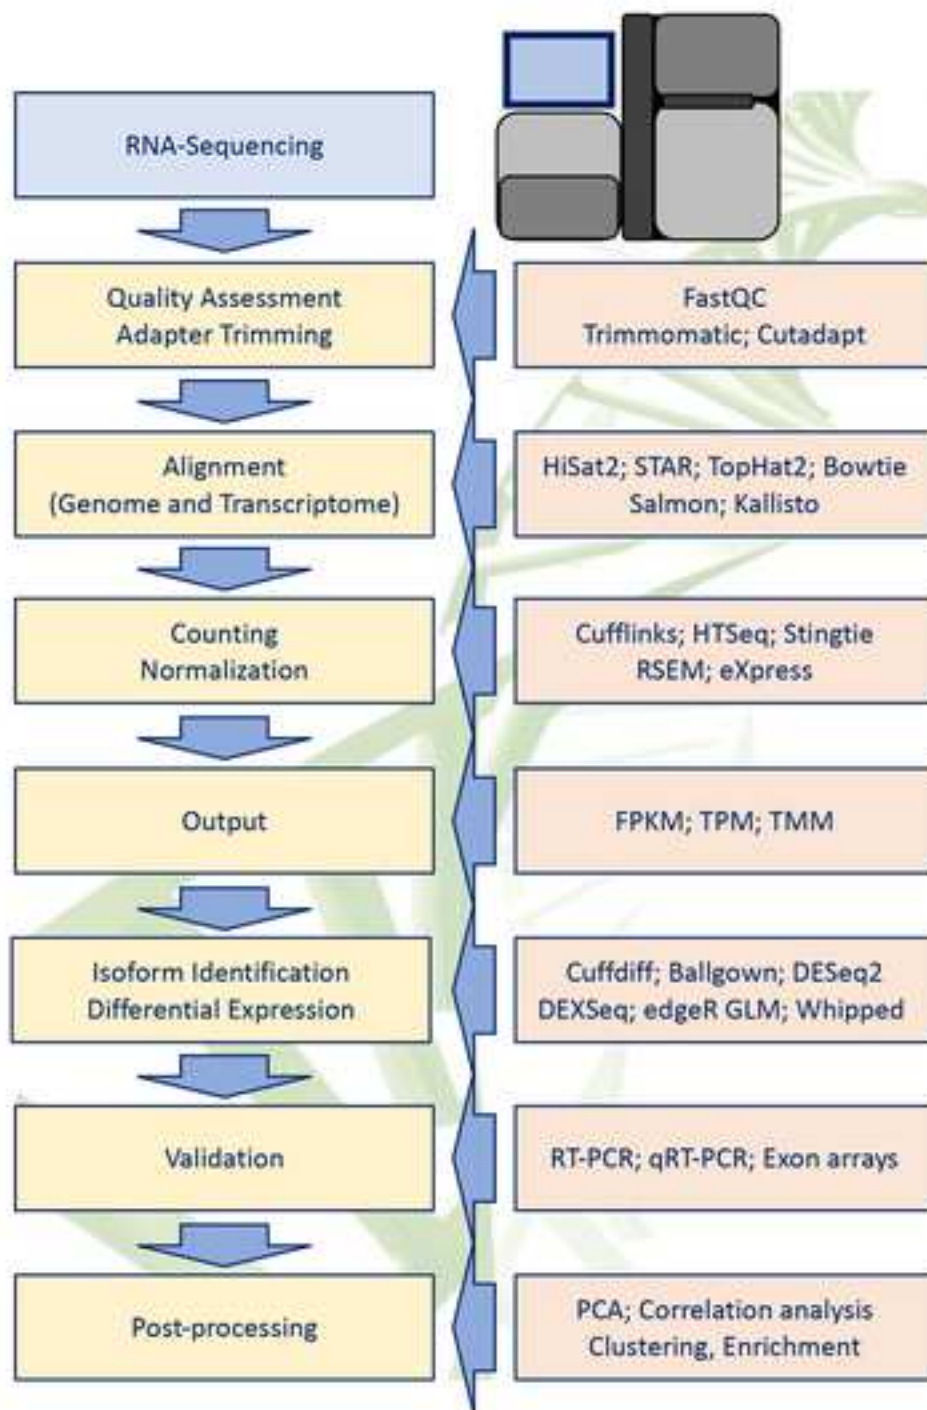 RNA-Sequencing
Quality Assessment
Adapter Trimming
FastQC
Trimmomatic; Cutadapt
Alignment
(Genome and Transcriptome)
HiSat2; STAR; TopHat2; Bowtie
Salmon; Kallisto
Counting
Normalization
Cufflinks; HTSeq; Stingtie
RSEM; eXpress
Output
FPKM; TPM; TMM
Isoform Identification
Differential Expression
Cuffdiff; Ballgown; DESeq2
DEXSeq; edgeR GLM; Whipped
Validation
RT-PCR; qRT-PCR; Exon arrays
Post-processing
PCA; Correlation analysis
Clustering, Enrichment